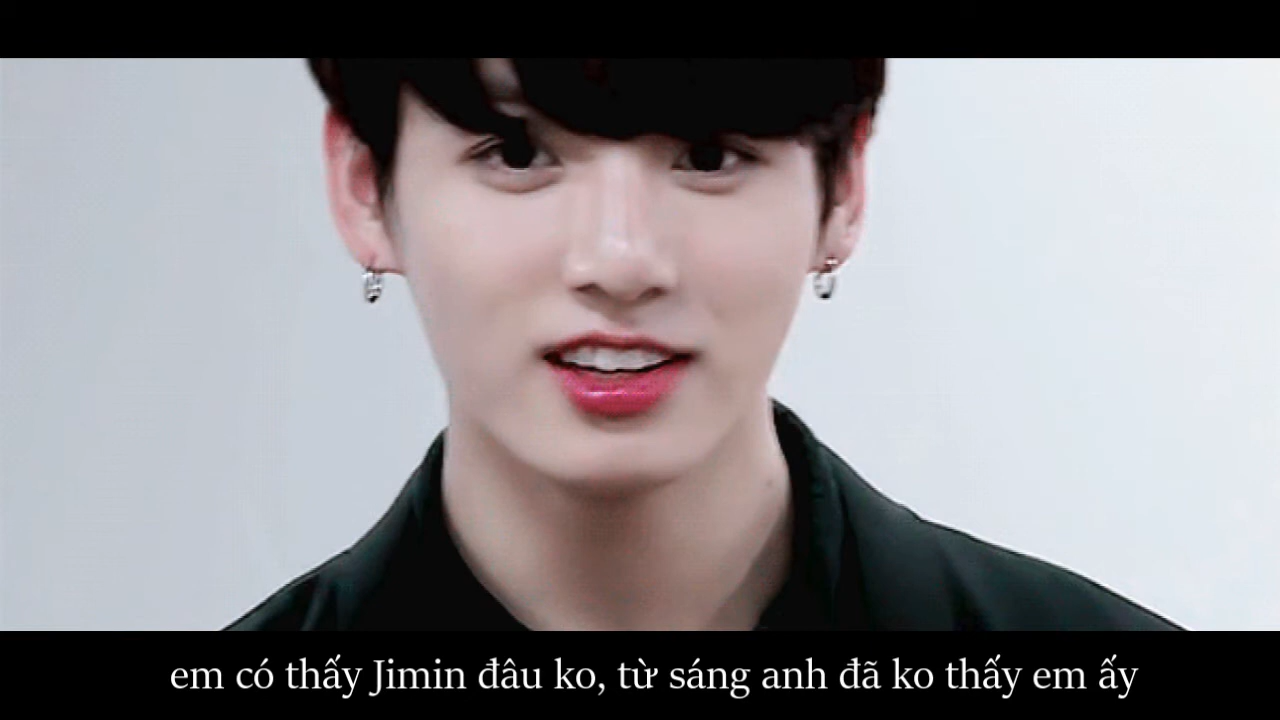 em có thấy Jimin đâu ko, từ sáng anh đã ko thấy em ấy